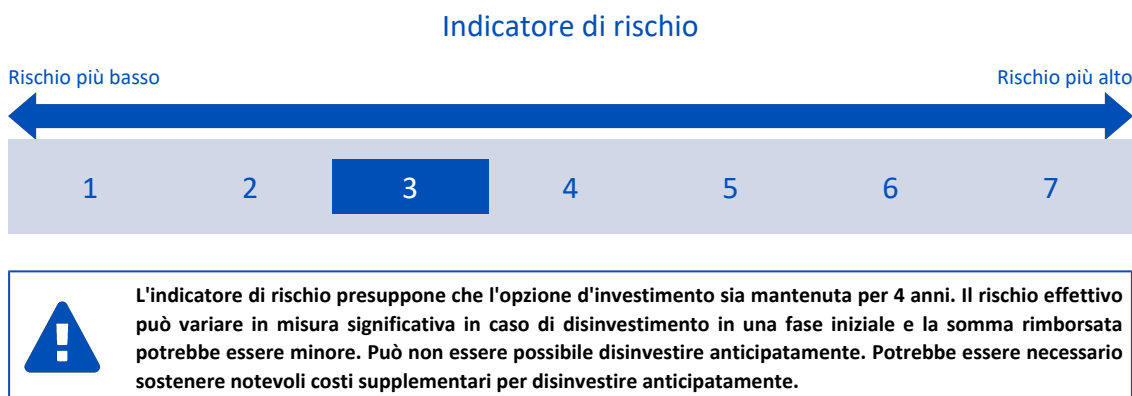 Indicatore di rischio
Rischio più basso
Rischio più alto
1 2 3 4 5 6 7
L'indicatore di rischio presuppone che l'opzione d'investimento sia mantenuta per 4 anni. Il rischio effettivo
può variare in misura significativa in caso di disinvestimento in una fase iniziale e la somma rimborsata
potrebbe essere minore. Può non essere possibile disinvestire anticipatamente. Potrebbe essere necessario
sostenere notevoli costi supplementari per disinvestire anticipatamente.